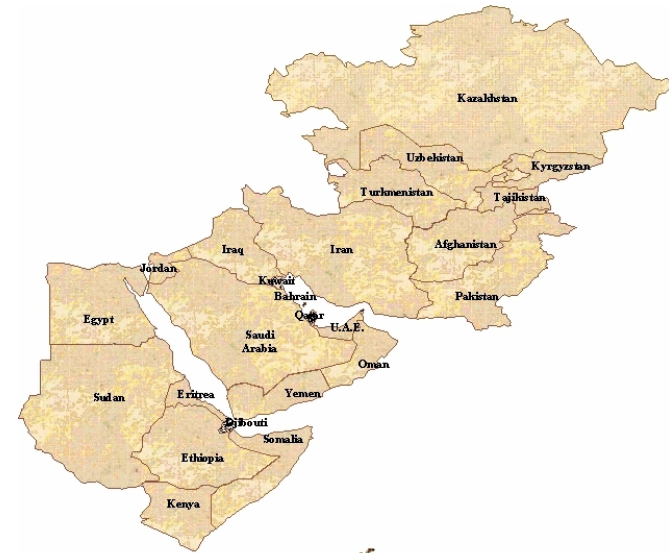 Kazakhstan
Uzbekistan
Kyrgyzstan
Turkmenistan
Tajikistan
Iraq
Iran
Afghanistan
Jordan
Kuwait
Bahrain
Pakistan
Egypt
Qatar
U.A.E.
Saudi
Arabia
Oman
Sudan
Eritrea
Yemen
Djibouti
Somalia
Ethiopia
Kenya